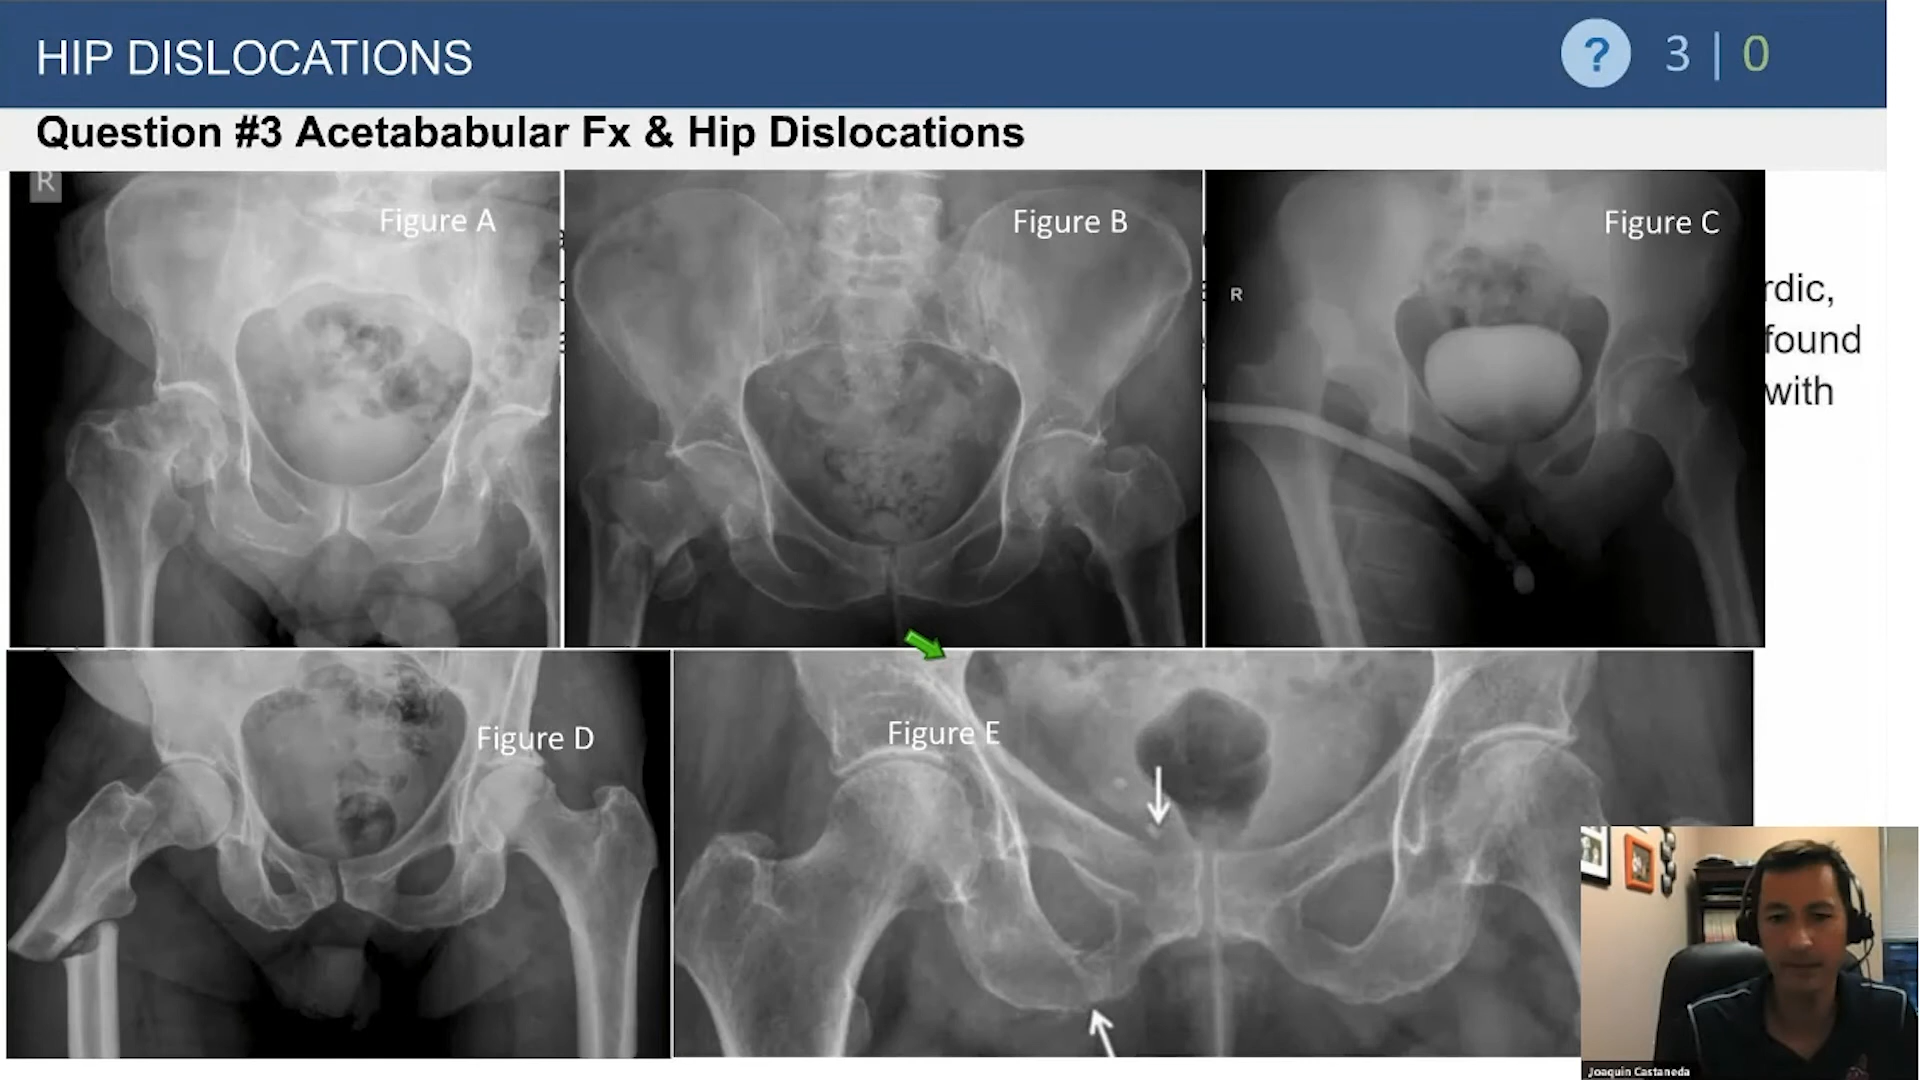 HIP DISLOCATIONS
? 3 | 0
Question #3 Acetababular Fx & Hip Dislocations
R
Figure A
Figure B
Figure C
R
rdic,
found
with
Figure D
Figure E
Joaquin Castaneda